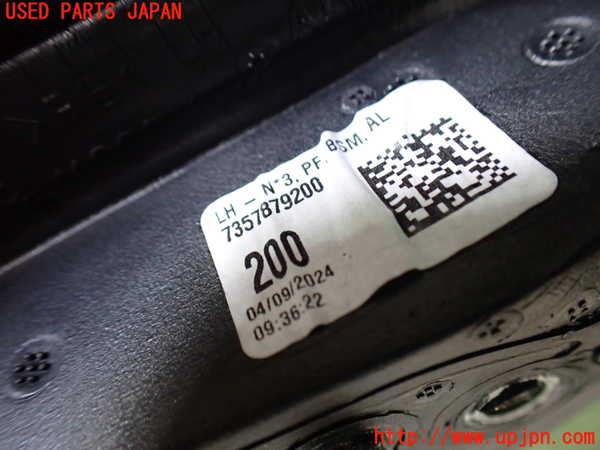 USED PARTS JAPAN
LH - N°3, PF. BSM, AL
7357879200
200
04/09/2024
09:36:22
http://www.upjpn.com/